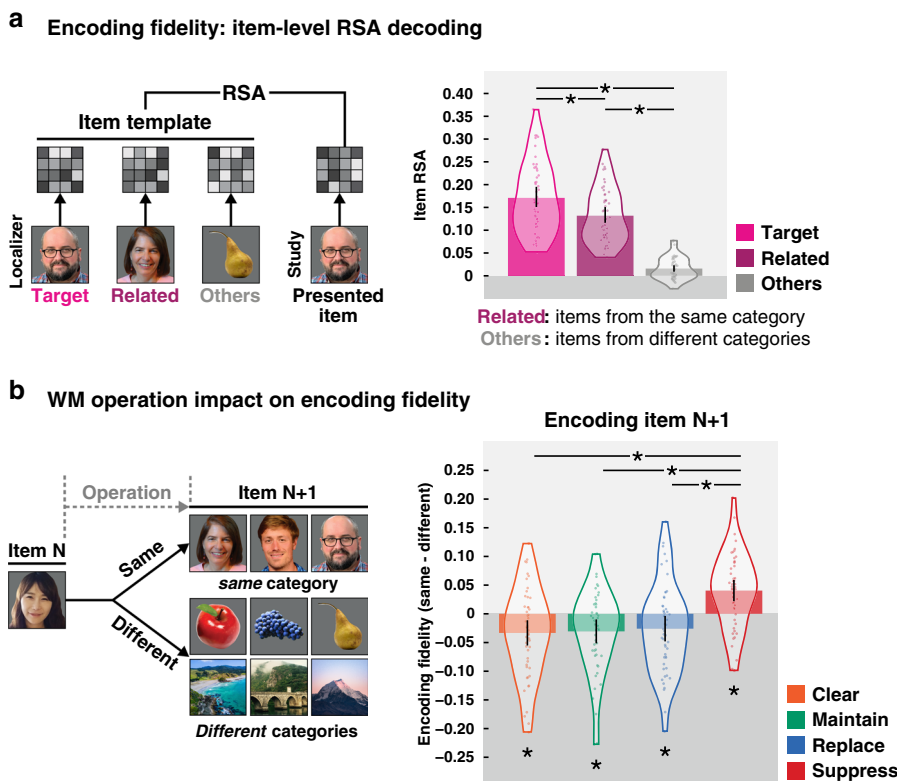 a Encoding fidelity: item-level RSA decoding
RSA
Item template
Localizer
Study
Target
Related
Others
Presented
item
Item RSA
0.40
0.35
0.30
0.25
0.20
0.15
0.10
0.05
0
*
*
*
Target
Related
Others
Related: items from the same category
Others: items from different categories
b WM operation impact on encoding fidelity
Operation
Item N+1
Item N
Same
same category
Different
Different categories
Encoding item N+1
Encoding fidelity (same - different)
0.25
0.20
0.15
0.10
0.05
0
−0.05
−0.10
−0.15
−0.20
−0.25
*
*
*
*
*
*
*
Clear
Maintain
Replace
Suppress